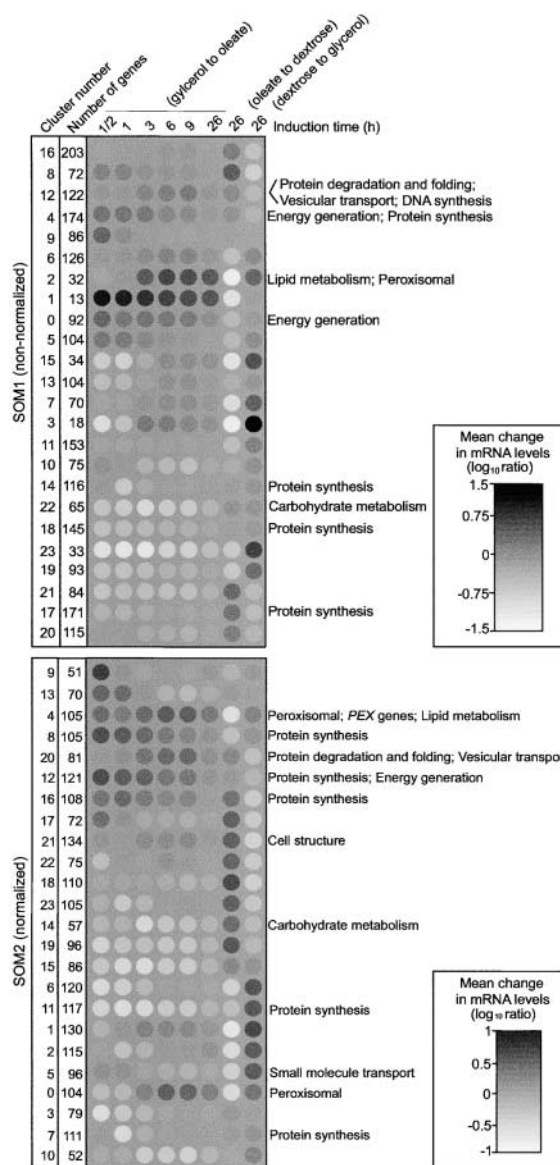 Cluster number
Number of genes
(gylcerol to oleate)
(oleate to dextrose)
(dextrose to glycerol)
1/2 1 3 6 9 26 26 26 Induction time (h)
SOM1 (non-normalized)
16 203
8 72
12 122 Protein degradation and folding; Vesicular transport; DNA synthesis
4 174 Energy generation; Protein synthesis
9 86
6 126
2 32 Lipid metabolism; Peroxisomal
1 13
0 92 Energy generation
5 104
15 34
13 104
7 70
3 18
11 153
10 75
14 116 Protein synthesis
22 65 Carbohydrate metabolism
18 145 Protein synthesis
23 33
19 93
21 84
17 171 Protein synthesis
20 115
Mean change
in mRNA levels
(log10 ratio)
1.5
0.75
0
-0.75
-1.5
SOM2 (normalized)
9 51
13 70
4 105 Peroxisomal; PEX genes; Lipid metabolism
8 105 Protein synthesis
20 81 Protein degradation and folding; Vesicular transpo
12 121 Protein synthesis; Energy generation
16 108 Protein synthesis
17 72
21 134 Cell structure
22 75
18 110
23 105
14 57 Carbohydrate metabolism
19 96
15 86
6 120
11 117 Protein synthesis
1 130
2 115
5 96 Small molecule transport
0 104 Peroxisomal
3 79
7 111 Protein synthesis
10 52
Mean change
in mRNA levels
(log10 ratio)
1
0.5
0
-0.5
-1